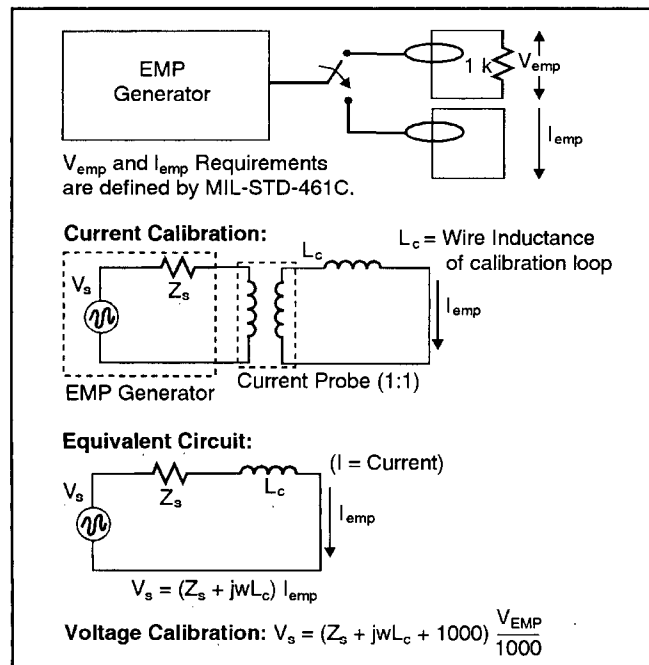 EMP
Generator
1 k
V_emp
I_emp
V_emp and I_emp Requirements
are defined by MIL-STD-461C.
Current Calibration:
L_c
L_c = Wire Inductance
of calibration loop
V_s
Z_s
I_emp
EMP Generator
Current Probe (1:1)
Equivalent Circuit:
(I = Current)
V_s
Z_s
L_c
I_emp
V_s = (Z_s + jwL_c) I_emp
Voltage Calibration: V_s = (Z_s + jwL_c + 1000) V_EMP/1000